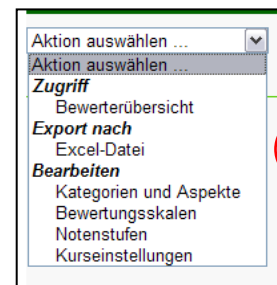 Aktion auswählen ...
Aktion auswählen ...
Zugriff
Bewerterübersicht
Export nach
Excel-Datei
Bearbeiten
Kategorien und Aspekte
Bewertungsskalen
Notenstufen
Kurseinstellungen